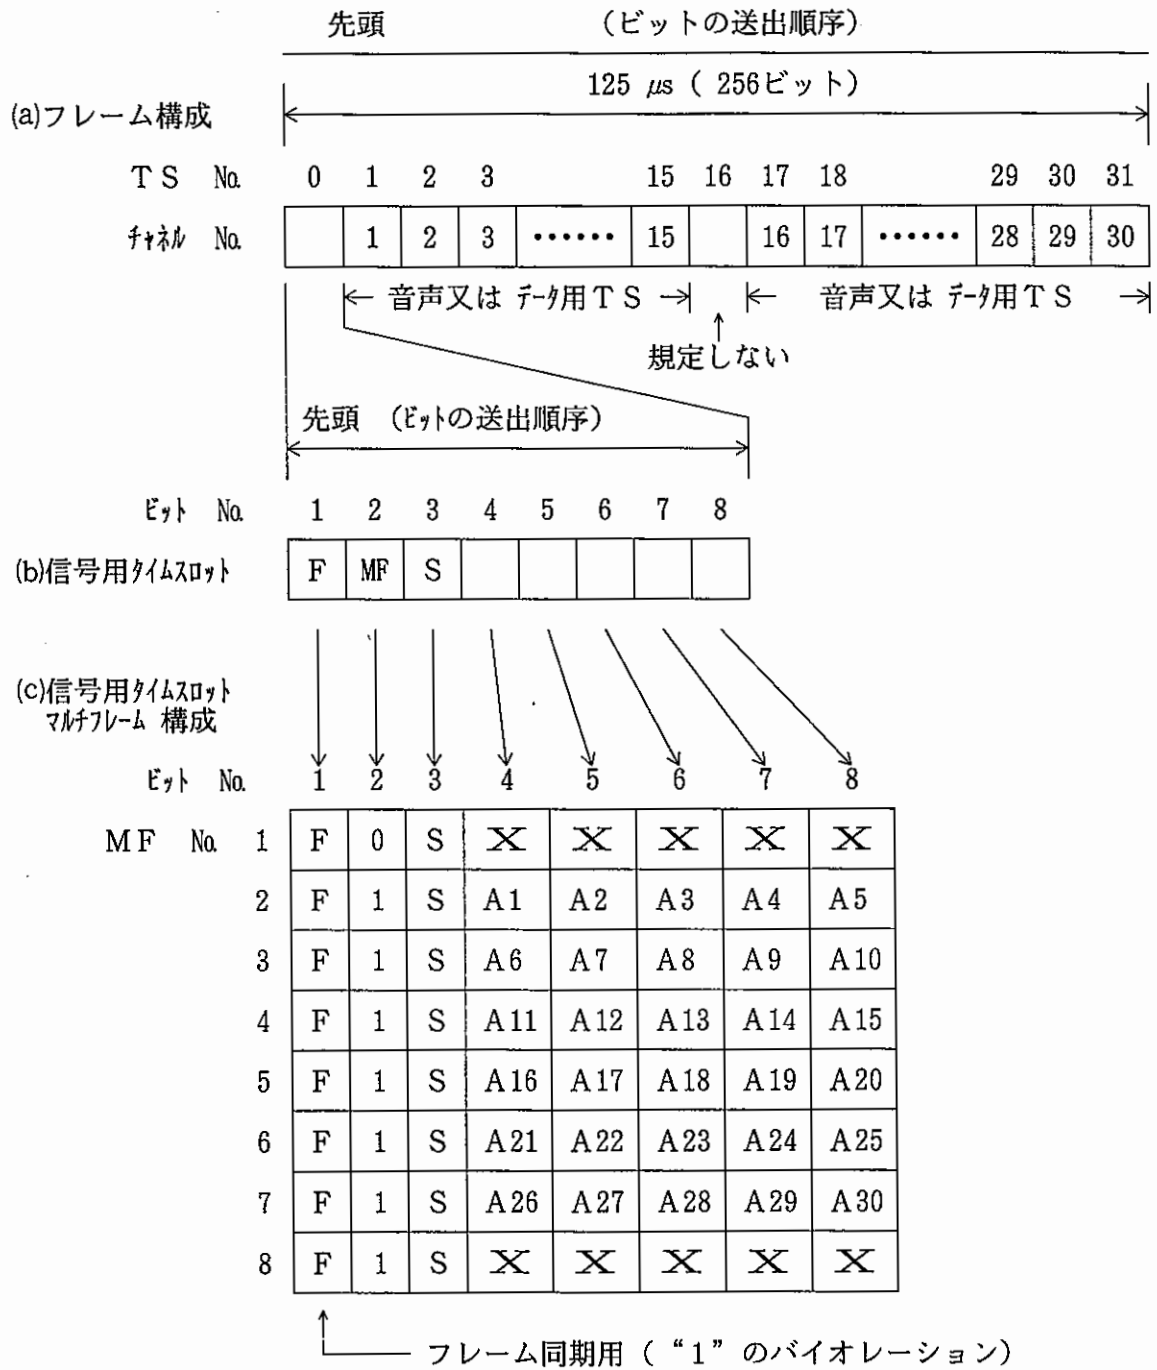 先頭 (ビットの送出順序)
125 μs ( 256ビット)
(a)フレーム構成
TS No. 0 1 2 3 15 16 17 18 29 30 31
チャネル No. 1 2 3 ‥‥‥ 15 16 17 ‥‥‥ 28 29 30
音声又は データ用TS 音声又は データ用TS
規定しない
先頭 (ビットの送出順序)
ビット No. 1 2 3 4 5 6 7 8
(b)信号用タイムスロット F MF S
(c)信号用タイムスロット
マルチフレーム 構成
ビット No. 1 2 3 4 5 6 7 8
MF No. 1 F 0 S X X X X X
2 F 1 S A1 A2 A3 A4 A5
3 F 1 S A6 A7 A8 A9 A10
4 F 1 S A11 A12 A13 A14 A15
5 F 1 S A16 A17 A18 A19 A20
6 F 1 S A21 A22 A23 A24 A25
7 F 1 S A26 A27 A28 A29 A30
8 F 1 S X X X X X
フレーム同期用 ( “1” のバイオレーション)